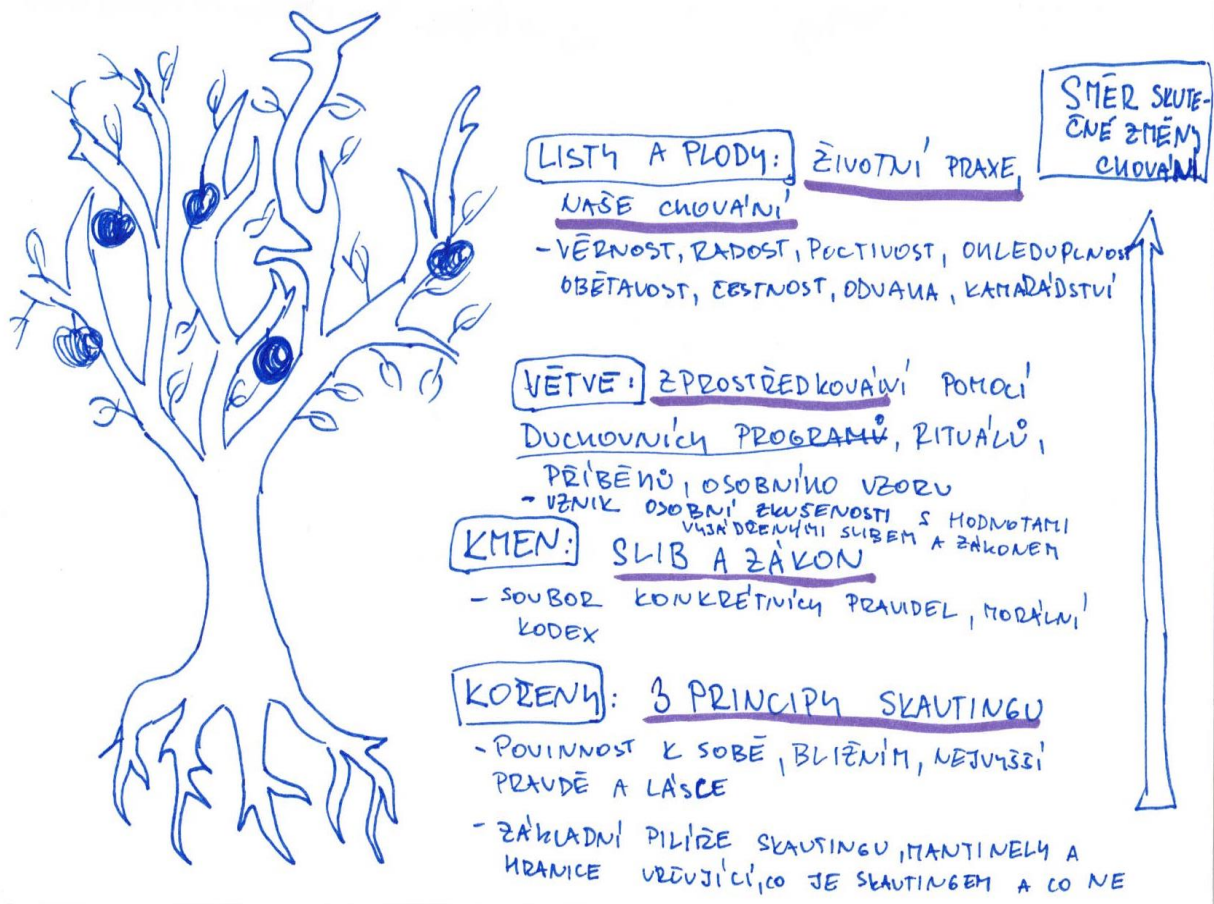 SMĚR SKUTE-
ČNÉ ZMĚNY
CHOVÁNÍ
LISTY A PLODY: ŽIVOTNÍ PRAXE,
NAŠE CHOVÁNÍ
- VĚRNOST, RADOST, POCTIVOST, OHLEDUPLNOST
OBĚTAVOST, ČESTNOST, ODVAHA, KAMARÁDSTVÍ
VĚTVE: ZPROSTŘEDKOVÁNÍ POMOCÍ
DUCHOVNÍCH PROGRAMŮ, RITUÁLŮ,
PŘÍBĚHŮ, OSOBNÍHO VZORU
- VZNIK OSOBNÍ ZKUŠENOSTI S HODNOTAMI
VYJÁDŘENÝMI SLIBEM A ZÁKONEM
KMEN: SLIB A ZÁKON
- SOUBOR KONKRÉTNÍCH PRAVIDEL, MORÁLNÍ
KODEX
KOŘENY: 3 PRINCIPY SKAUTINGU
- POVINNOST K SOBĚ, BLIŽNÍM, NEJVYŠŠÍ
PRAVDĚ A LÁSCE
- ZÁKLADNÍ PILÍŘE SKAUTINGU, MANTINELY A
HRANICE URČUJÍCÍ, CO JE SKAUTINGEM A CO NE